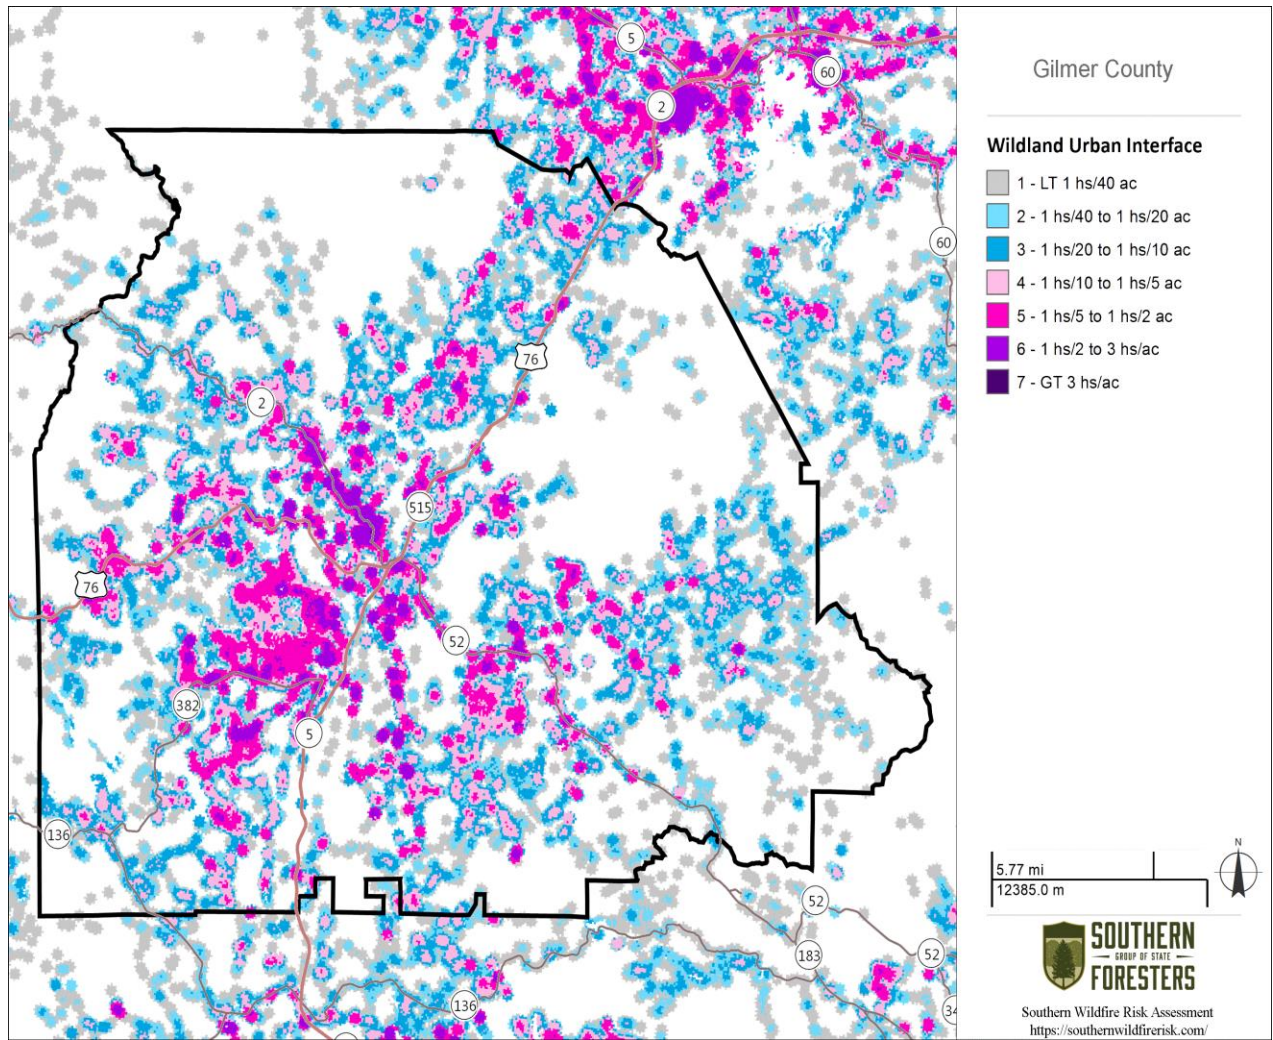 Gilmer County
Wildland Urban Interface
1 - LT 1 hs/40 ac
2 - 1 hs/40 to 1 hs/20 ac
3 - 1 hs/20 to 1 hs/10 ac
4 - 1 hs/10 to 1 hs/5 ac
5 - 1 hs/5 to 1 hs/2 ac
6 - 1 hs/2 to 3 hs/ac
7 - GT 3 hs/ac
5
60
2
60
76
2
515
76
52
382
5
136
52
183
52
136
34
N
5.77 mi
12385.0 m
SOUTHERN
GROUP OF STATE
FORESTERS
Southern Wildfire Risk Assessment
https://southernwildfirerisk.com/